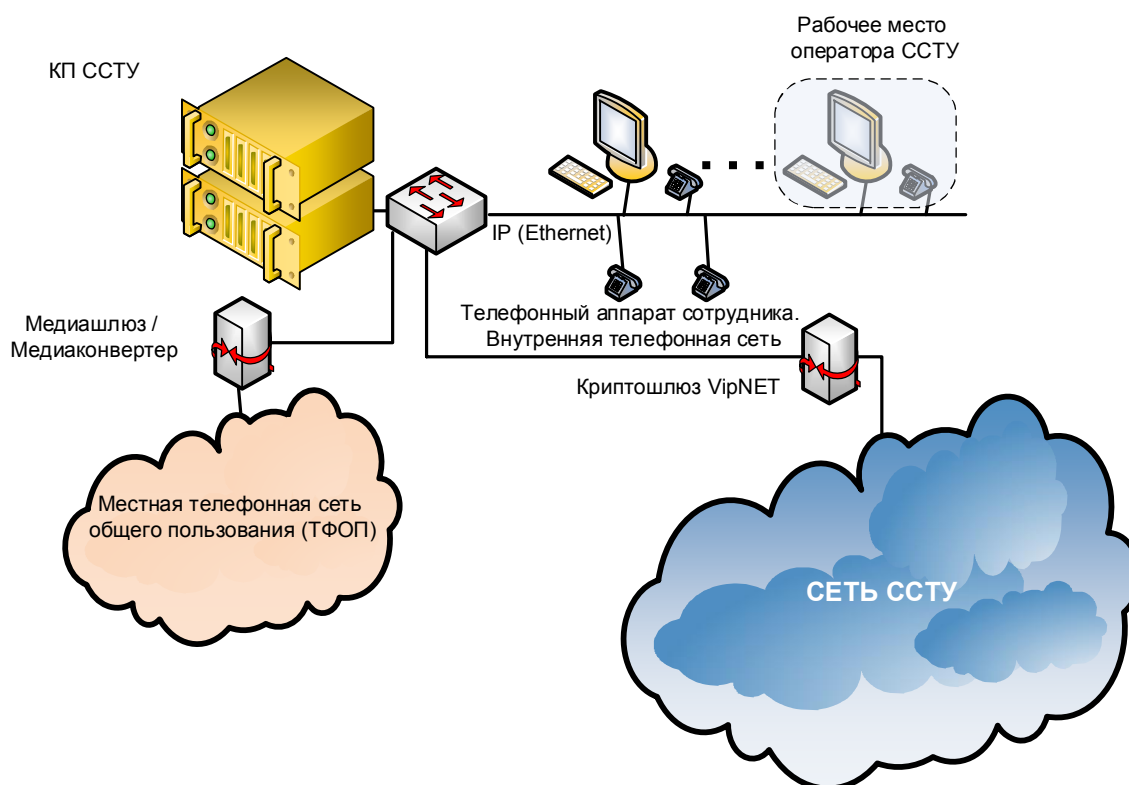 Рабочее место
оператора ССТУ
КП ССТУ
IP (Ethernet)
Телефонный аппарат сотрудника.
Внутренняя телефонная сеть
Медиашлюз /
Медиаконвертер
Криптошлюз VipNET
Местная телефонная сеть
общего пользования (ТФОП)
СЕТЬ ССТУ